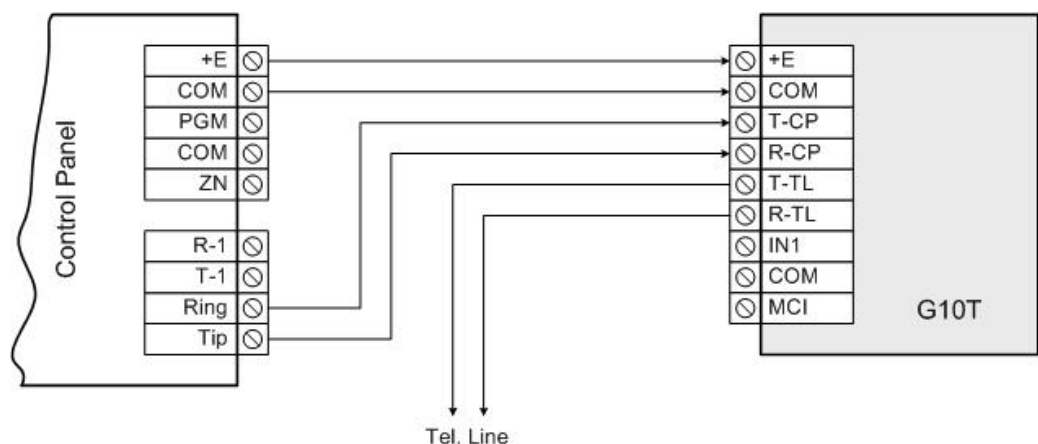 Control Panel
+E
COM
PGM
COM
ZN
R-1
T-1
Ring
Tip
+E
COM
T-CP
R-CP
T-TL
R-TL
IN1
COM
MCI
G10T
Tel. Line